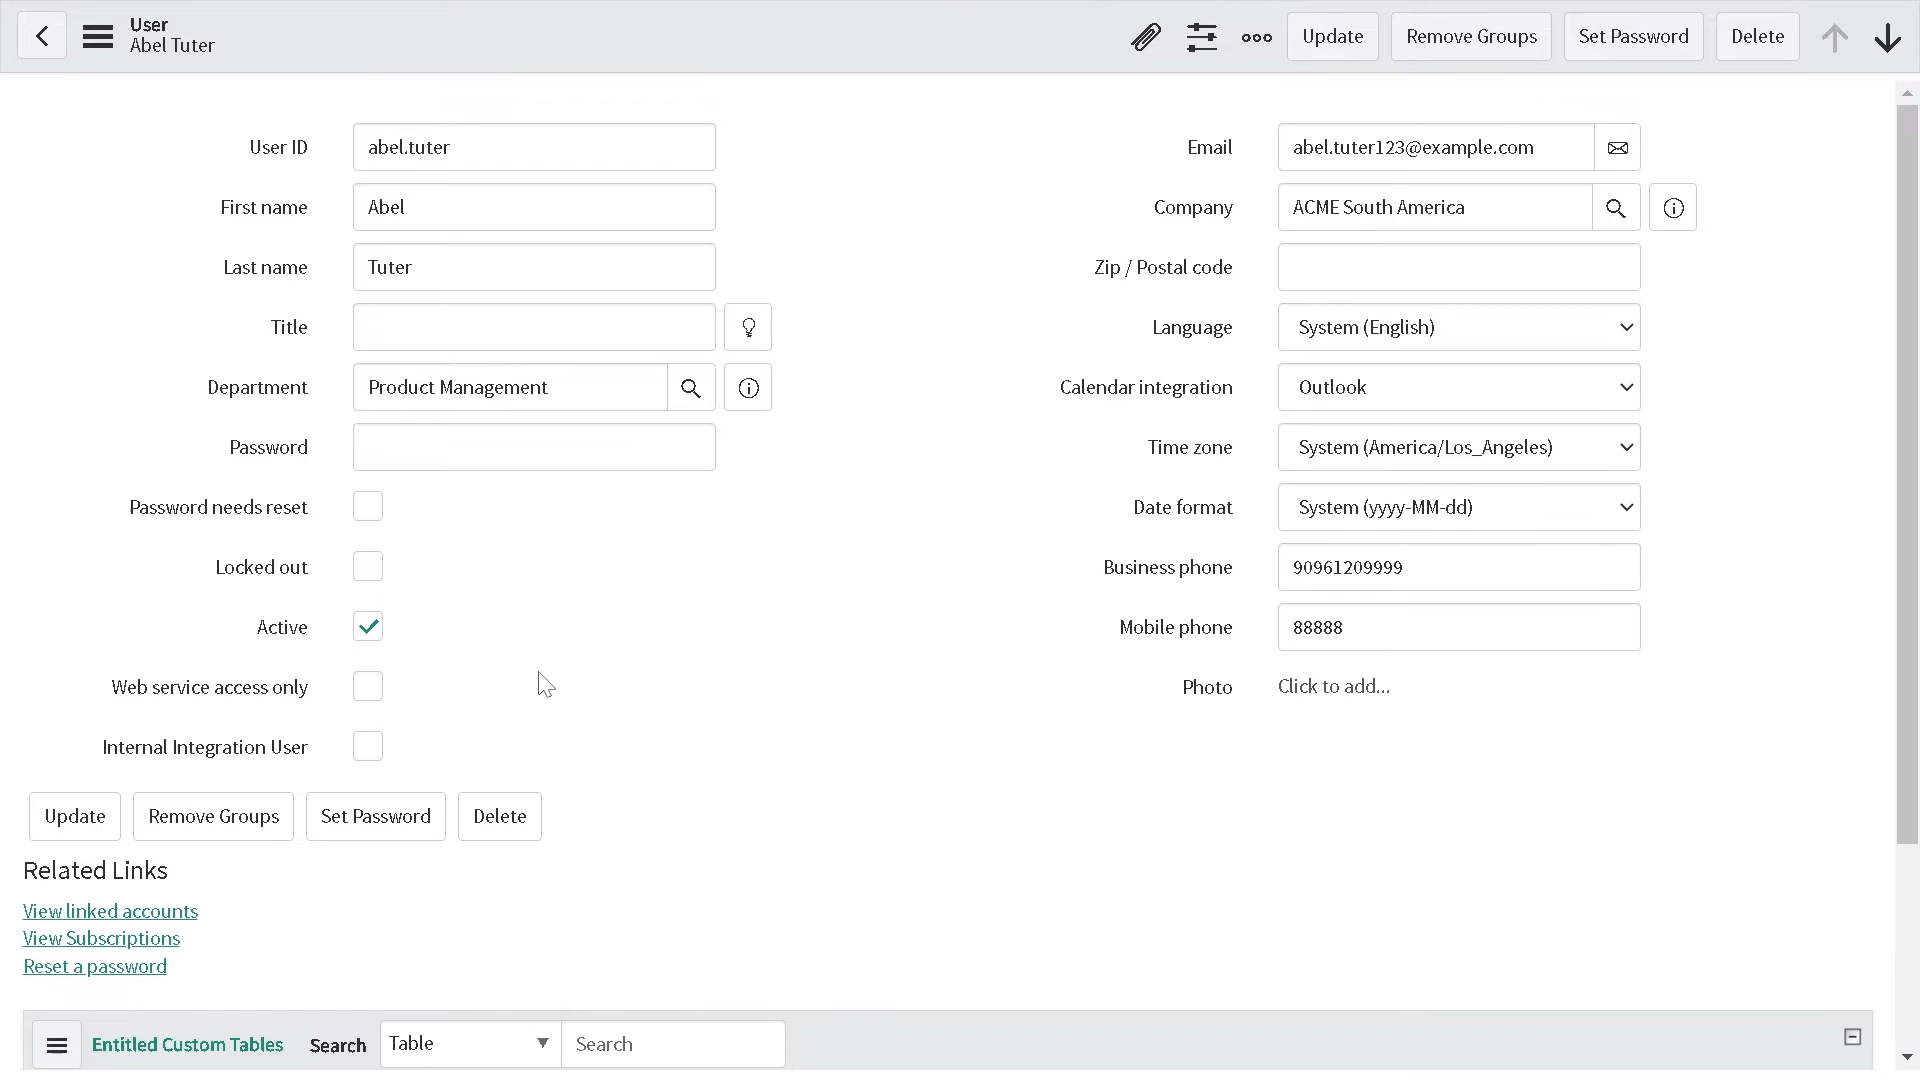 User
Abel Tuter
Update
Remove Groups
Set Password
Delete
User ID
abel.tuter
First name
Abel
Last name
Tuter
Title
Department
Product Management
Password
Password needs reset
Locked out
Active
Web service access only
Internal Integration User
Email
abel.tuter123@example.com
Company
ACME South America
Zip / Postal code
Language
System (English)
Calendar integration
Outlook
Time zone
System (America/Los_Angeles)
Date format
System (yyyy-MM-dd)
Business phone
90961209999
Mobile phone
88888
Photo
Click to add...
Update
Remove Groups
Set Password
Delete
Related Links
View linked accounts
View Subscriptions
Reset a password
Entitled Custom Tables
Search
Table
Search